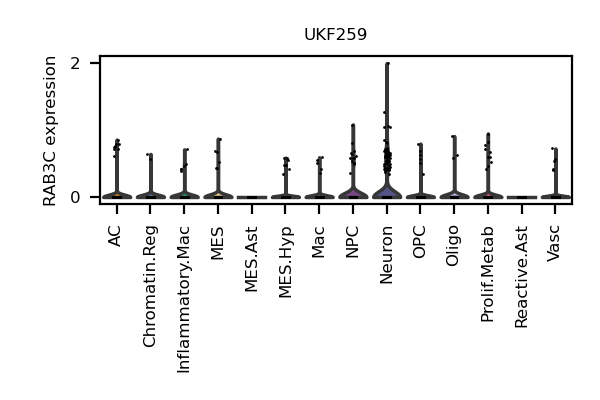 UKF259
RAB3C expression
2
0
AC
Chromatin.Reg
Inflammatory.Mac
MES
MES.Ast
MES.Hyp
Mac
NPC
Neuron
OPC
Oligo
Prolif.Metab
Reactive.Ast
Vasc